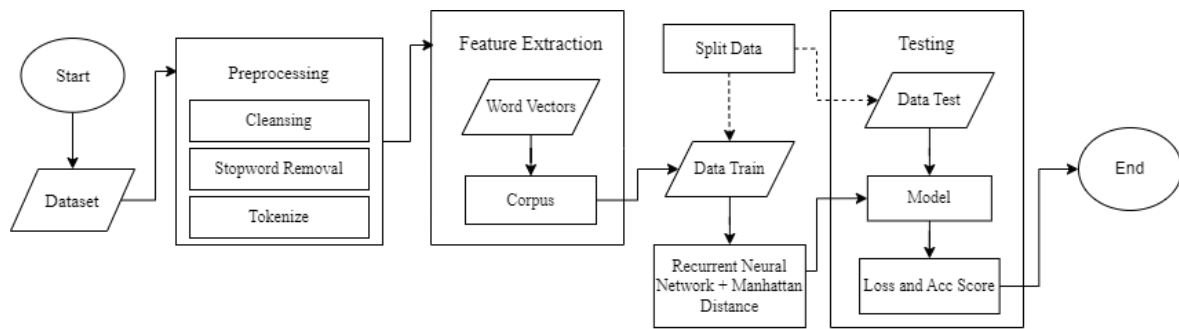 Start
Dataset
Preprocessing
Cleansing
Stopword Removal
Tokenize
Feature Extraction
Word Vectors
Corpus
Split Data
Data Train
Recurrent Neural
Network + Manhattan
Distance
Testing
Data Test
Model
Loss and Acc Score
End